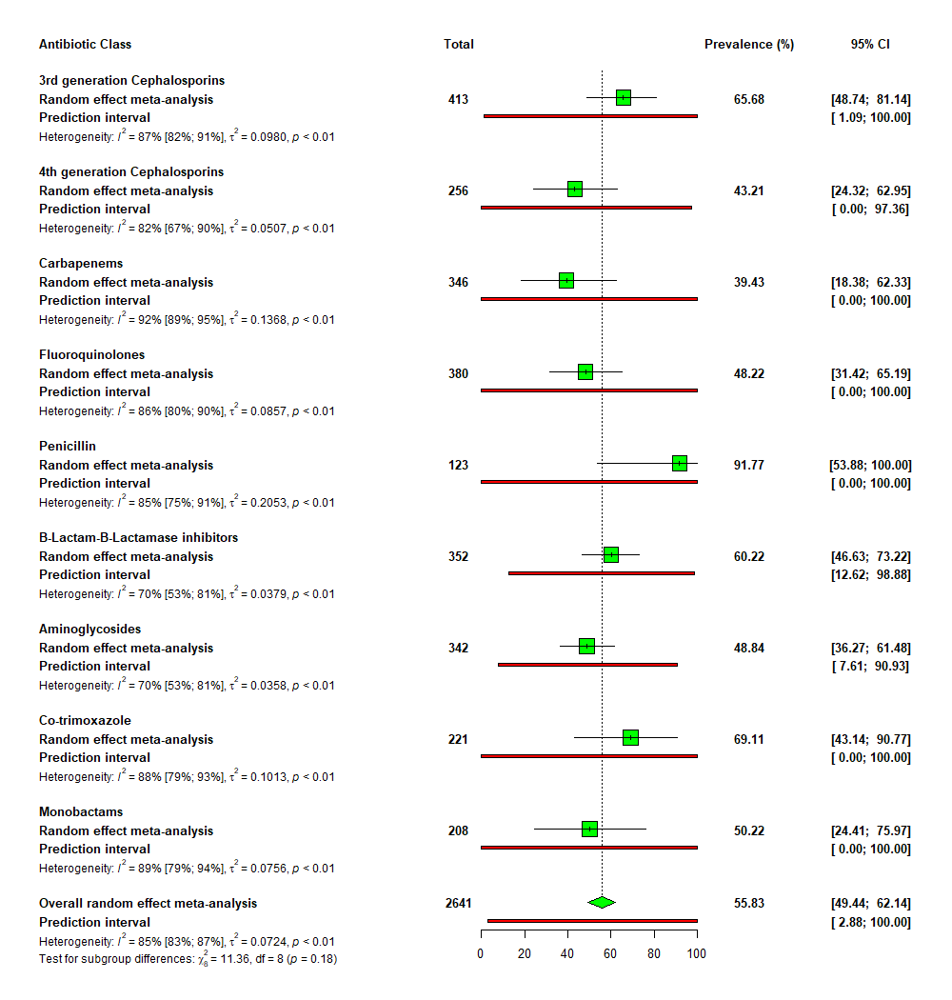 Antibiotic Class Total Prevalence (%) 95% CI
3rd generation Cephalosporins
Random effect meta-analysis 413 65.68 [48.74; 81.14]
Prediction interval [ 1.09; 100.00]
Heterogeneity: I² = 87% [82%; 91%], τ² = 0.0980, p < 0.01
4th generation Cephalosporins
Random effect meta-analysis 256 43.21 [24.32; 62.95]
Prediction interval [ 0.00; 97.36]
Heterogeneity: I² = 82% [67%; 90%], τ² = 0.0507, p < 0.01
Carbapenems
Random effect meta-analysis 346 39.43 [18.38; 62.33]
Prediction interval [ 0.00; 100.00]
Heterogeneity: I² = 92% [89%; 95%], τ² = 0.1368, p < 0.01
Fluoroquinolones
Random effect meta-analysis 380 48.22 [31.42; 65.19]
Prediction interval [ 0.00; 100.00]
Heterogeneity: I² = 86% [80%; 90%], τ² = 0.0857, p < 0.01
Penicillin
Random effect meta-analysis 123 91.77 [53.88; 100.00]
Prediction interval [ 0.00; 100.00]
Heterogeneity: I² = 85% [75%; 91%], τ² = 0.2053, p < 0.01
B-Lactam-B-Lactamase inhibitors
Random effect meta-analysis 352 60.22 [46.63; 73.22]
Prediction interval [12.62; 98.88]
Heterogeneity: I² = 70% [53%; 81%], τ² = 0.0379, p < 0.01
Aminoglycosides
Random effect meta-analysis 342 48.84 [36.27; 61.48]
Prediction interval [ 7.61; 90.93]
Heterogeneity: I² = 70% [53%; 81%], τ² = 0.0358, p < 0.01
Co-trimoxazole
Random effect meta-analysis 221 69.11 [43.14; 90.77]
Prediction interval [ 0.00; 100.00]
Heterogeneity: I² = 88% [79%; 93%], τ² = 0.1013, p < 0.01
Monobactams
Random effect meta-analysis 208 50.22 [24.41; 75.97]
Prediction interval [ 0.00; 100.00]
Heterogeneity: I² = 89% [79%; 94%], τ² = 0.0756, p < 0.01
Overall random effect meta-analysis 2641 55.83 [49.44; 62.14]
Prediction interval [ 2.88; 100.00]
Heterogeneity: I² = 85% [83%; 87%], τ² = 0.0724, p < 0.01
Test for subgroup differences: χ²₈ = 11.36, df = 8 (p = 0.18)
0 20 40 60 80 100